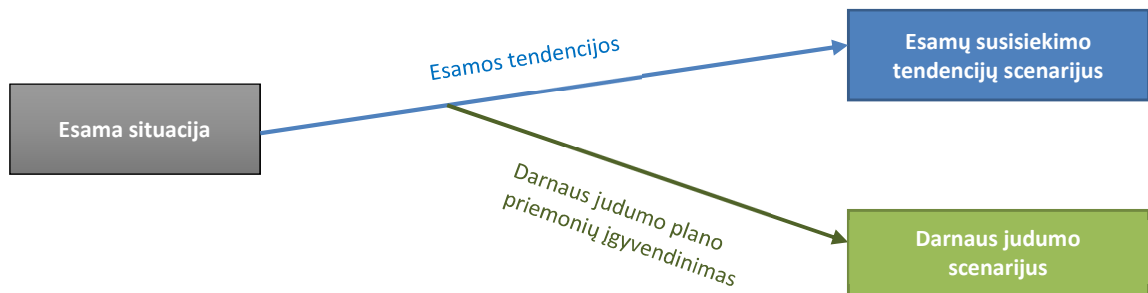 Esama situacija
Esamos tendencijos
Esamų susisiekimo
tendencijų scenarijus
Darnaus judumo plano
priemonių įgyvendinimas
Darnaus judumo
scenarijus